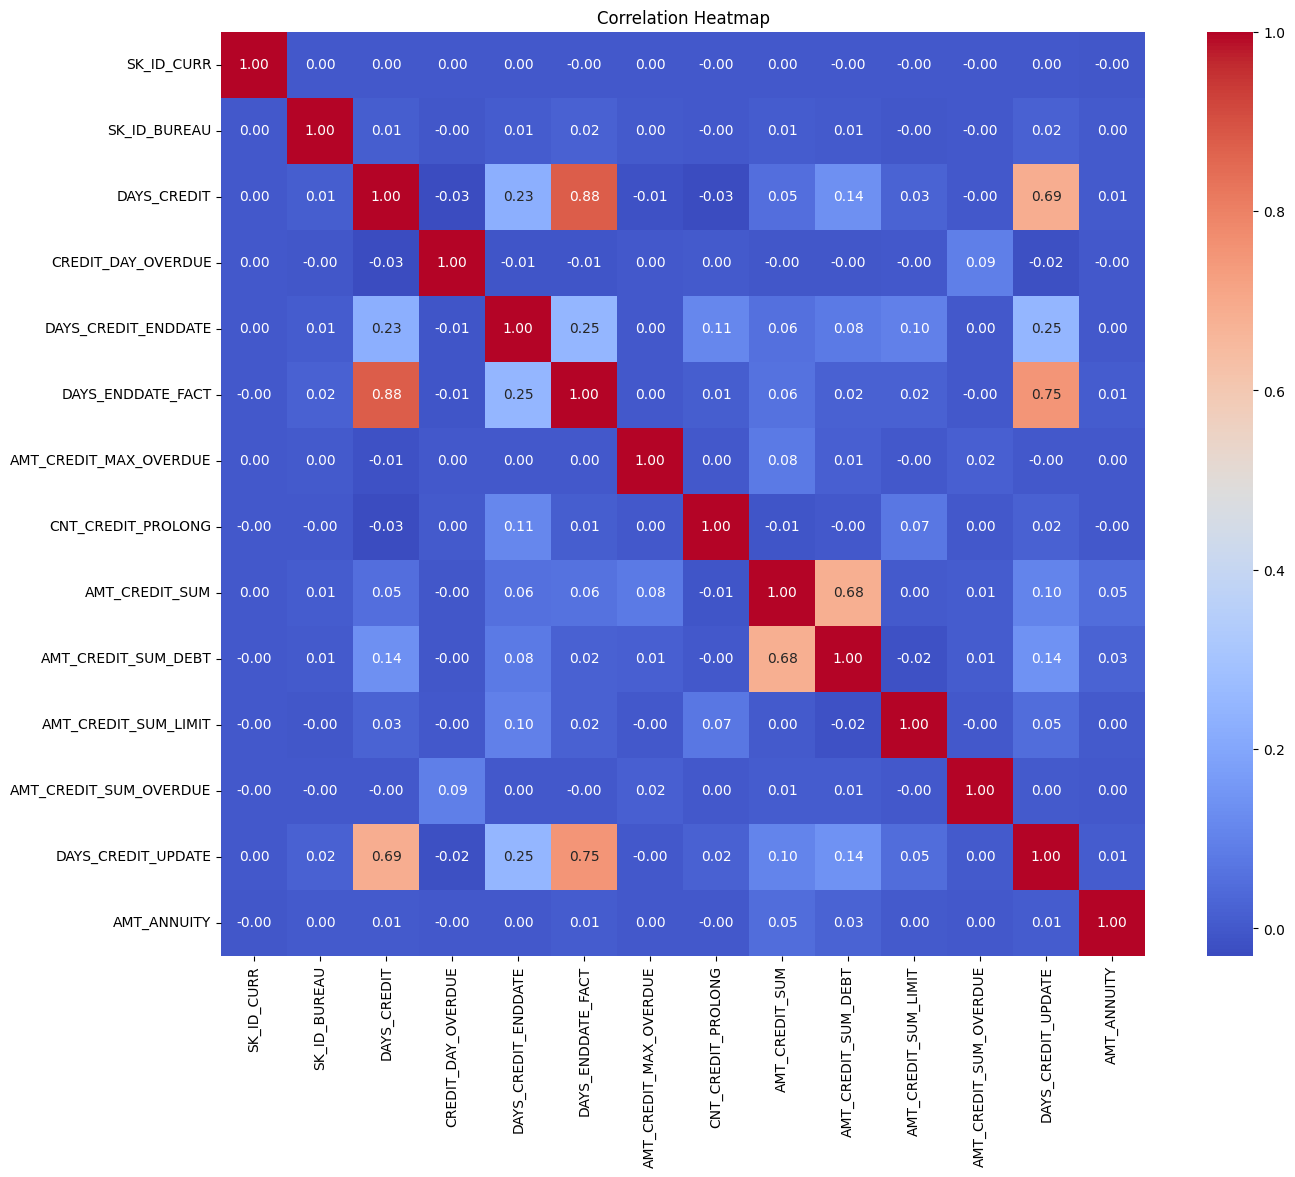 Correlation Heatmap
SK_ID_CURR 1.00 0.00 0.00 0.00 0.00 -0.00 0.00 -0.00 0.00 -0.00 -0.00 -0.00 0.00 -0.00
SK_ID_BUREAU 0.00 1.00 0.01 -0.00 0.01 0.02 0.00 -0.00 0.01 0.01 -0.00 -0.00 0.02 0.00
DAYS_CREDIT 0.00 0.01 1.00 -0.03 0.23 0.88 -0.01 -0.03 0.05 0.14 0.03 -0.00 0.69 0.01
CREDIT_DAY_OVERDUE 0.00 -0.00 -0.03 1.00 -0.01 -0.01 0.00 0.00 -0.00 -0.00 -0.00 0.09 -0.02 -0.00
DAYS_CREDIT_ENDDATE 0.00 0.01 0.23 -0.01 1.00 0.25 0.00 0.11 0.06 0.08 0.10 0.00 0.25 0.00
DAYS_ENDDATE_FACT -0.00 0.02 0.88 -0.01 0.25 1.00 0.00 0.01 0.06 0.02 0.02 -0.00 0.75 0.01
AMT_CREDIT_MAX_OVERDUE 0.00 0.00 -0.01 0.00 0.00 0.00 1.00 0.00 0.08 0.01 -0.00 0.02 -0.00 0.00
CNT_CREDIT_PROLONG -0.00 -0.00 -0.03 0.00 0.11 0.01 0.00 1.00 -0.01 -0.00 0.07 0.00 0.02 -0.00
AMT_CREDIT_SUM 0.00 0.01 0.05 -0.00 0.06 0.06 0.08 -0.01 1.00 0.68 0.00 0.01 0.10 0.05
AMT_CREDIT_SUM_DEBT -0.00 0.01 0.14 -0.00 0.08 0.02 0.01 -0.00 0.68 1.00 -0.02 0.01 0.14 0.03
AMT_CREDIT_SUM_LIMIT -0.00 -0.00 0.03 -0.00 0.10 0.02 -0.00 0.07 0.00 -0.02 1.00 -0.00 0.05 0.00
AMT_CREDIT_SUM_OVERDUE -0.00 -0.00 -0.00 0.09 0.00 -0.00 0.02 0.00 0.01 0.01 -0.00 1.00 0.00 0.00
DAYS_CREDIT_UPDATE 0.00 0.02 0.69 -0.02 0.25 0.75 -0.00 0.02 0.10 0.14 0.05 0.00 1.00 0.01
AMT_ANNUITY -0.00 0.00 0.01 -0.00 0.00 0.01 0.00 -0.00 0.05 0.03 0.00 0.00 0.01 1.00
SK_ID_CURR
SK_ID_BUREAU
DAYS_CREDIT
CREDIT_DAY_OVERDUE
DAYS_CREDIT_ENDDATE
DAYS_ENDDATE_FACT
AMT_CREDIT_MAX_OVERDUE
CNT_CREDIT_PROLONG
AMT_CREDIT_SUM
AMT_CREDIT_SUM_DEBT
AMT_CREDIT_SUM_LIMIT
AMT_CREDIT_SUM_OVERDUE
DAYS_CREDIT_UPDATE
AMT_ANNUITY
1.0
0.8
0.6
0.4
0.2
0.0